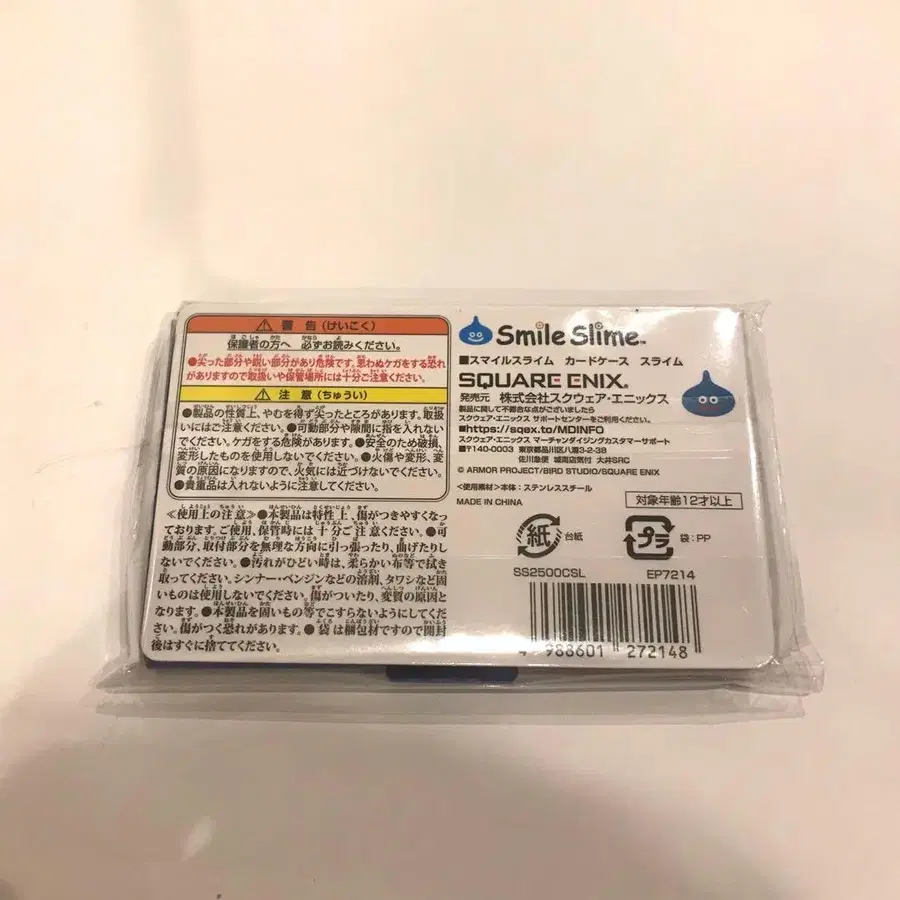 警告（けいこく）
保護者の方へ 必ずお読みください。
●尖った部分や鋭い部分があり危険です。思わぬケガをする恐れ
がありますので取扱いや保管場所には十分ご注意ください。
注意（ちゅうい）
●製品の性質上、やむを得ず尖ったところがあります。取扱
いにはご注意ください。●可動部分や隙間に指を入れない
でください。ケガをする危険があります。●安全のため破損、
変形したものを使用しないでください。●火傷や変形、変
質の原因になりますので、火気には近づけないでください。
●貴重品は入れないように注意してください。
≪使用上の注意≫●本製品は特性上、傷がつきやすくなっ
ております。ご使用、保管時には十分ご注意ください。●可
動部分、取付部分を無理な方向に引っ張ったり、曲げたりし
ないでください。●汚れがひどい時は、柔らかい布等で拭き
取ってください。シンナー・ベンジンなどの溶剤、タワシなど固
いものは使用しないでください。傷がついたり、変質の原因と
なります。●本製品を固いもの等でこすらないようにしてくだ
さい。傷がつく恐れがあります。●袋は梱包材ですので開封
後はすぐに捨ててください。
Smile Slime™
■スマイルスライム カードケース スライム
SQUARE ENIX®
発売元 株式会社スクウェア・エニックス
製品に関して不都合な点がございましたら
スクウェア・エニックス サポートセンターをご利用ください。
■https://sqex.to/MDINFO
スクウェア・エニックス マーチャンダイジングカスタマーサポート
■〒140-0003 東京都品川区八潮3-2-38
佐川急便 城南店気付 大井SRC
© ARMOR PROJECT/BIRD STUDIO/SQUARE ENIX
<使用素材>本体：ステンレススチール
MADE IN CHINA
対象年齢12才以上
紙 台紙
プラ 袋：PP
SS2500CSL EP7214
4 988601 272148